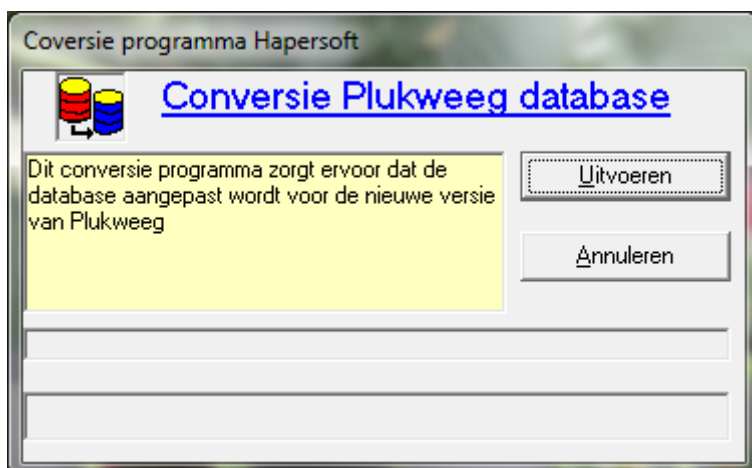 Coversie programma Hapersoft
Conversie Plukweeg database
Dit conversie programma zorgt ervoor dat de
database aangepast wordt voor de nieuwe versie
van Plukweeg
Uitvoeren
Annuleren